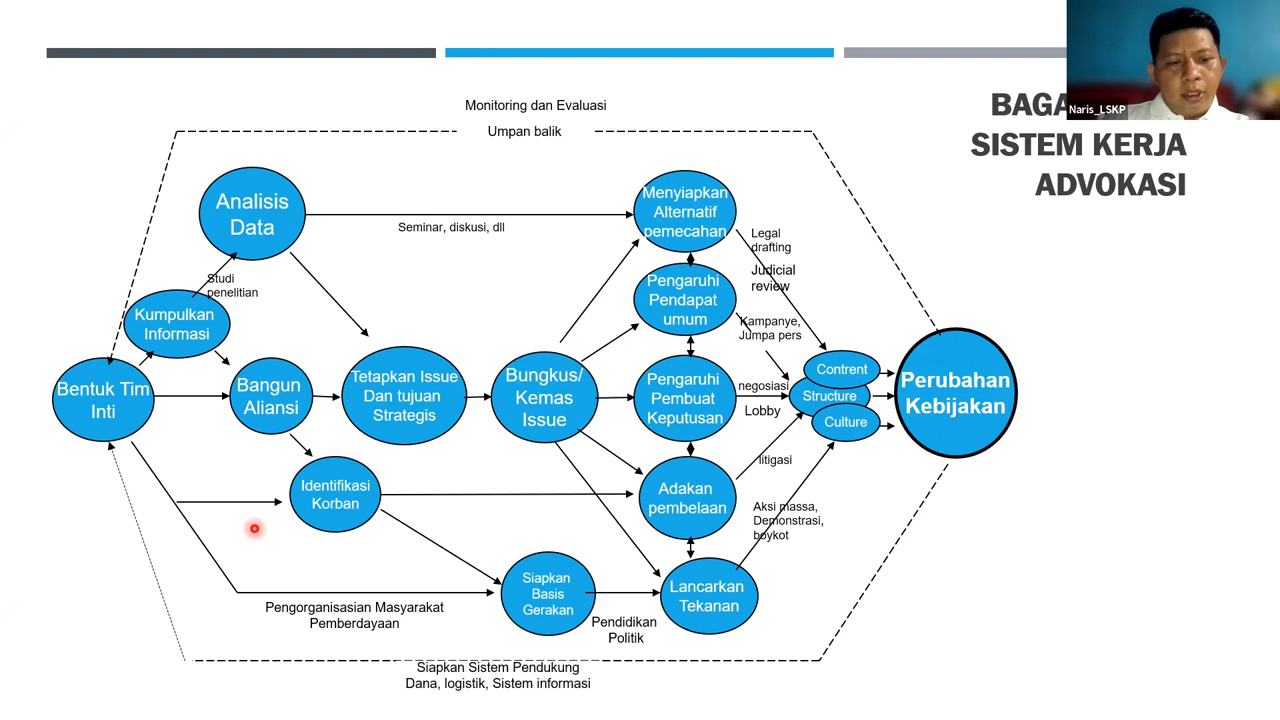 Monitoring dan Evaluasi
Umpan balik
SISTEM KERJA
ADVOKASI
Naris_LSKP
Analisis
Data
Seminar, diskusi, dll
Menyiapkan
Alternatif
pemecahan
Legal
drafting
Judicial
review
Studi
penelitian
Kumpulkan
Informasi
Pengaruhi
Pendapat
umum
Kampanye,
Jumpa pers
Bentuk Tim
Inti
Bangun
Aliansi
Tetapkan Issue
Dan tujuan
Strategis
Bungkus/
Kemas
Issue
Pengaruhi
Pembuat
Keputusan
negosiasi
Lobby
Contrent
Structure
Culture
Perubahan
Kebijakan
Identifikasi
Korban
Adakan
pembelaan
litigasi
Aksi massa,
Demonstrasi,
boykot
Siapkan
Basis
Gerakan
Lancarkan
Tekanan
Pengorganisasian Masyarakat
Pemberdayaan
Pendidikan
Politik
Siapkan Sistem Pendukung
Dana, logistik, Sistem informasi